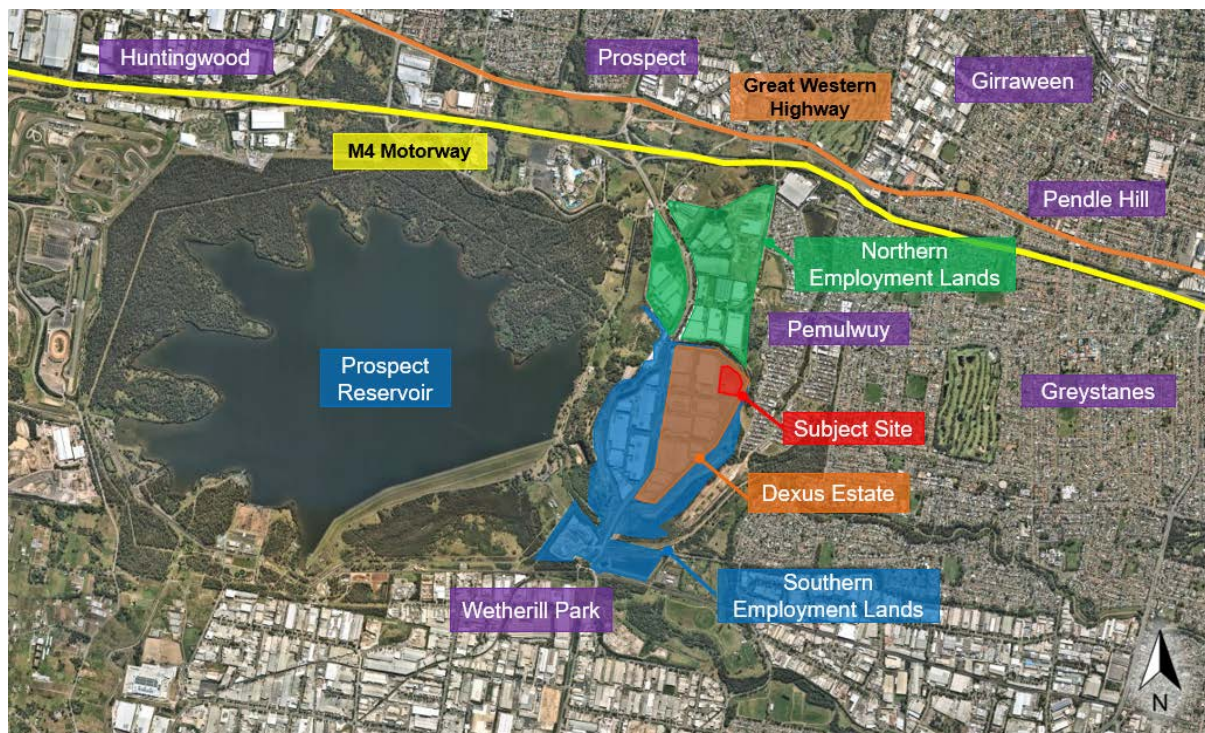 Huntingwood
Prospect
Great Western
Highway
Girraween
M4 Motorway
Pendle Hill
Northern
Employment Lands
Pemulwuy
Prospect
Reservoir
Greystanes
Subject Site
Dexus Estate
Southern
Employment Lands
Wetherill Park
N